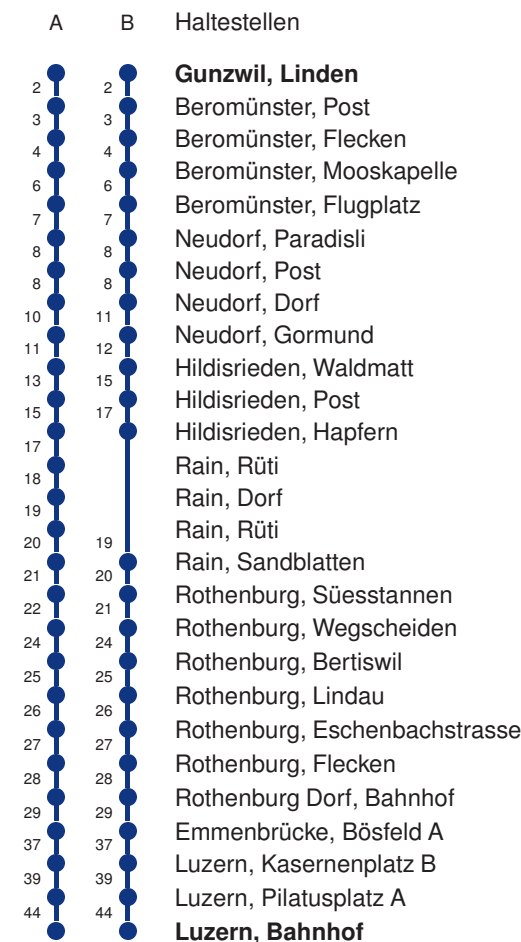 A B Haltestellen
Gunzwil, Linden
2 2
Beromünster, Post
3 3
Beromünster, Flecken
4 4
Beromünster, Mooskapelle
6 6
Beromünster, Flugplatz
7 7
Neudorf, Paradisli
8 8
Neudorf, Post
8 8
Neudorf, Dorf
10 11
Neudorf, Gormund
11 12
Hildisrieden, Waldmatt
13 15
Hildisrieden, Post
15 17
Hildisrieden, Hapfern
17
Rain, Rüti
18
Rain, Dorf
19
Rain, Rüti
20 19
Rain, Sandblatten
21 20
Rothenburg, Süesstannen
22 21
Rothenburg, Wegscheiden
24 24
Rothenburg, Bertiswil
25 25
Rothenburg, Lindau
26 26
Rothenburg, Eschenbachstrasse
27 27
Rothenburg, Flecken
28 28
Rothenburg Dorf, Bahnhof
29 29
Emmenbrücke, Bösfeld A
37 37
Luzern, Kasernenplatz B
39 39
Luzern, Pilatusplatz A
44 44
Luzern, Bahnhof